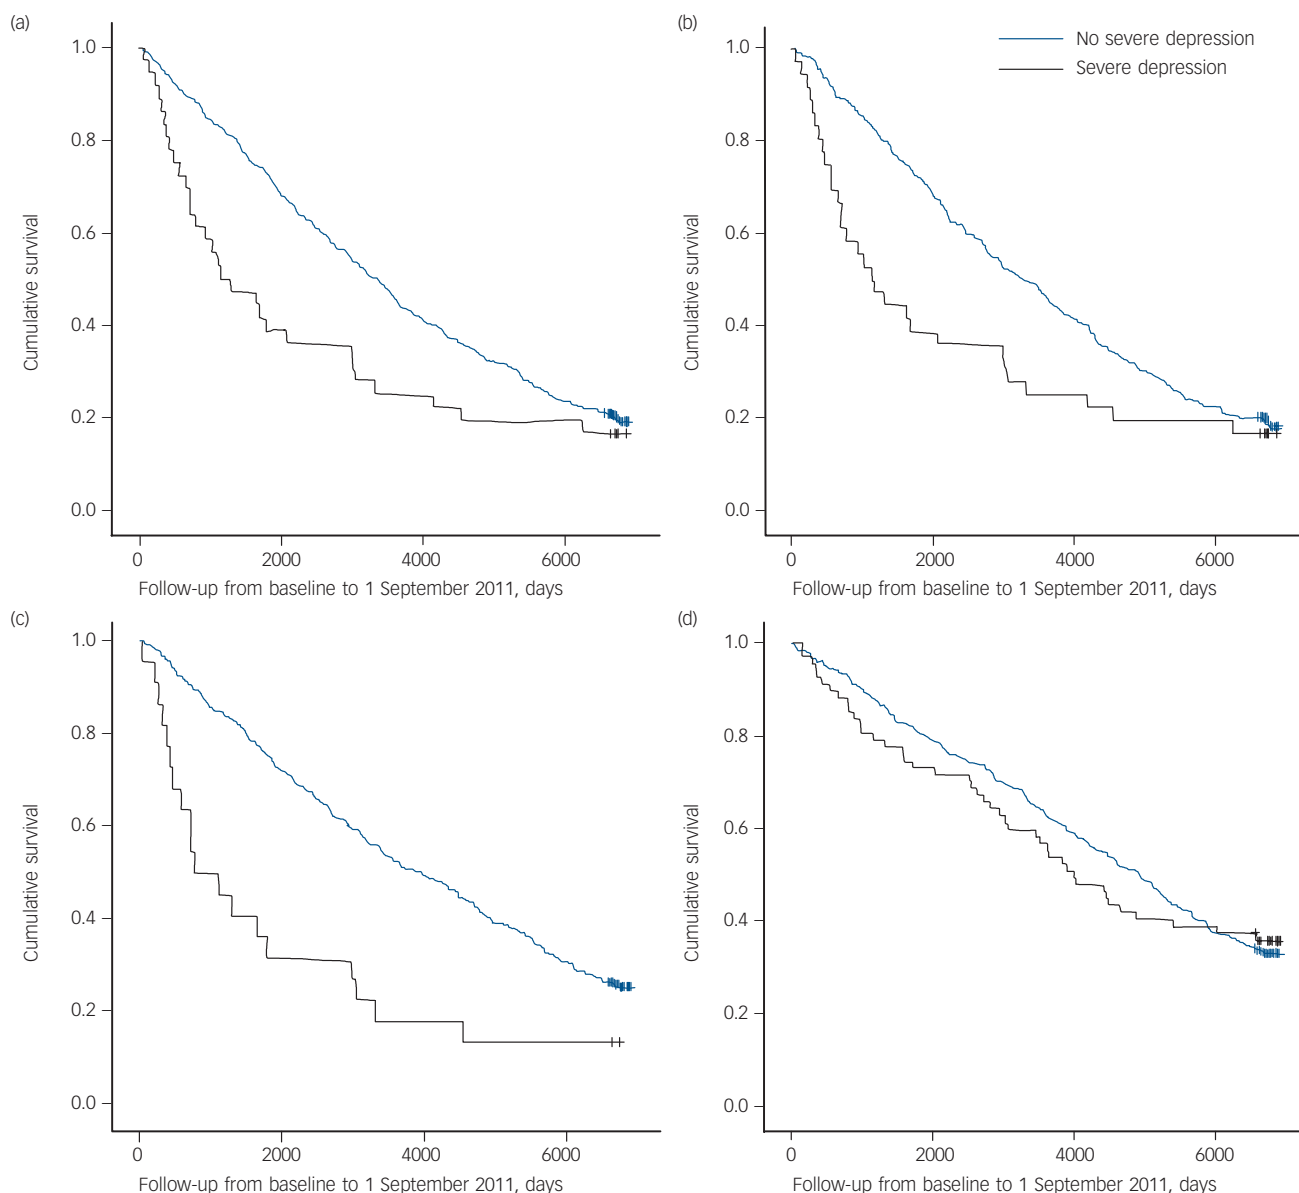 (a)
1.0
0.8
0.6
0.4
0.2
0.0
Cumulative survival
0 2000 4000 6000
Follow-up from baseline to 1 September 2011, days
(b)
No severe depression
Severe depression
1.0
0.8
0.6
0.4
0.2
0.0
Cumulative survival
0 2000 4000 6000
Follow-up from baseline to 1 September 2011, days
(c)
1.0
0.8
0.6
0.4
0.2
0.0
Cumulative survival
0 2000 4000 6000
Follow-up from baseline to 1 September 2011, days
(d)
1.0
0.8
0.6
0.4
0.2
0.0
Cumulative survival
0 2000 4000 6000
Follow-up from baseline to 1 September 2011, days